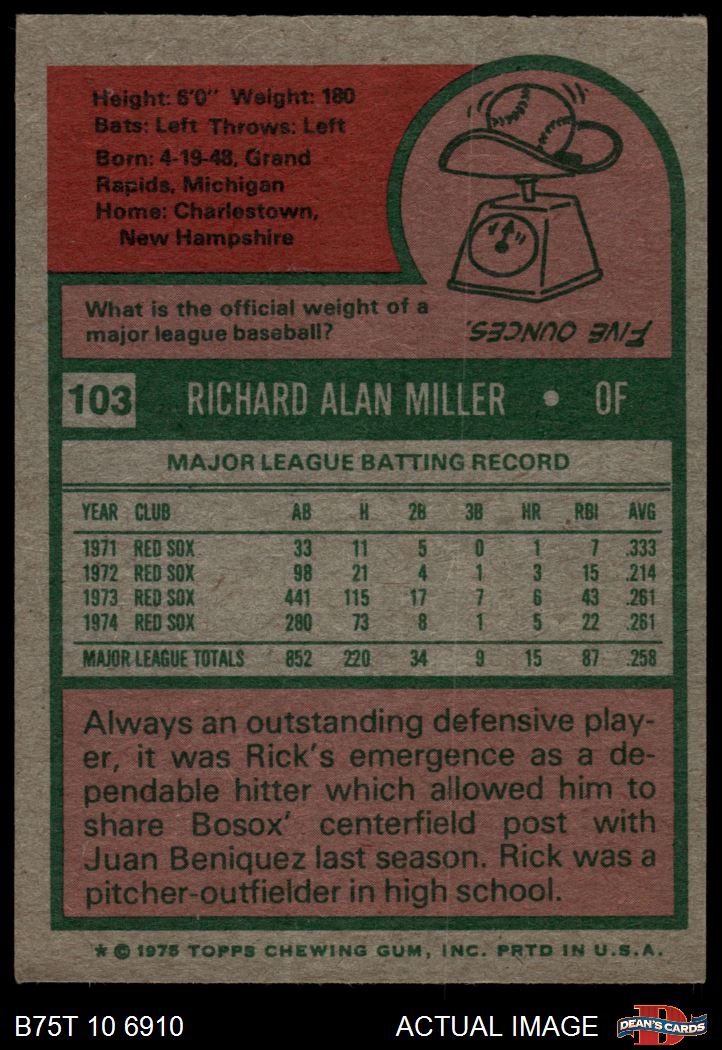 Height: 6'0" Weight: 180
Bats: Left Throws: Left
Born: 4-19-48, Grand
Rapids, Michigan
Home: Charlestown,
New Hampshire
What is the official weight of a
major league baseball?
FIVE OUNCES.
103 RICHARD ALAN MILLER • OF
MAJOR LEAGUE BATTING RECORD
YEAR CLUB AB H 2B 3B HR RBI AVG
1971 RED SOX 33 11 5 0 1 7 .333
1972 RED SOX 98 21 4 1 3 15 .214
1973 RED SOX 441 115 17 7 6 43 .261
1974 RED SOX 280 73 8 1 5 22 .261
MAJOR LEAGUE TOTALS 852 220 34 9 15 87 .258
Always an outstanding defensive play-
er, it was Rick's emergence as a de-
pendable hitter which allowed him to
share Bosox' centerfield post with
Juan Beniquez last season. Rick was a
pitcher-outfielder in high school.
* © 1975 TOPPS CHEWING GUM, INC. PRTD IN U.S.A.
B75T 10 6910 ACTUAL IMAGE D DEAN'S CARDS